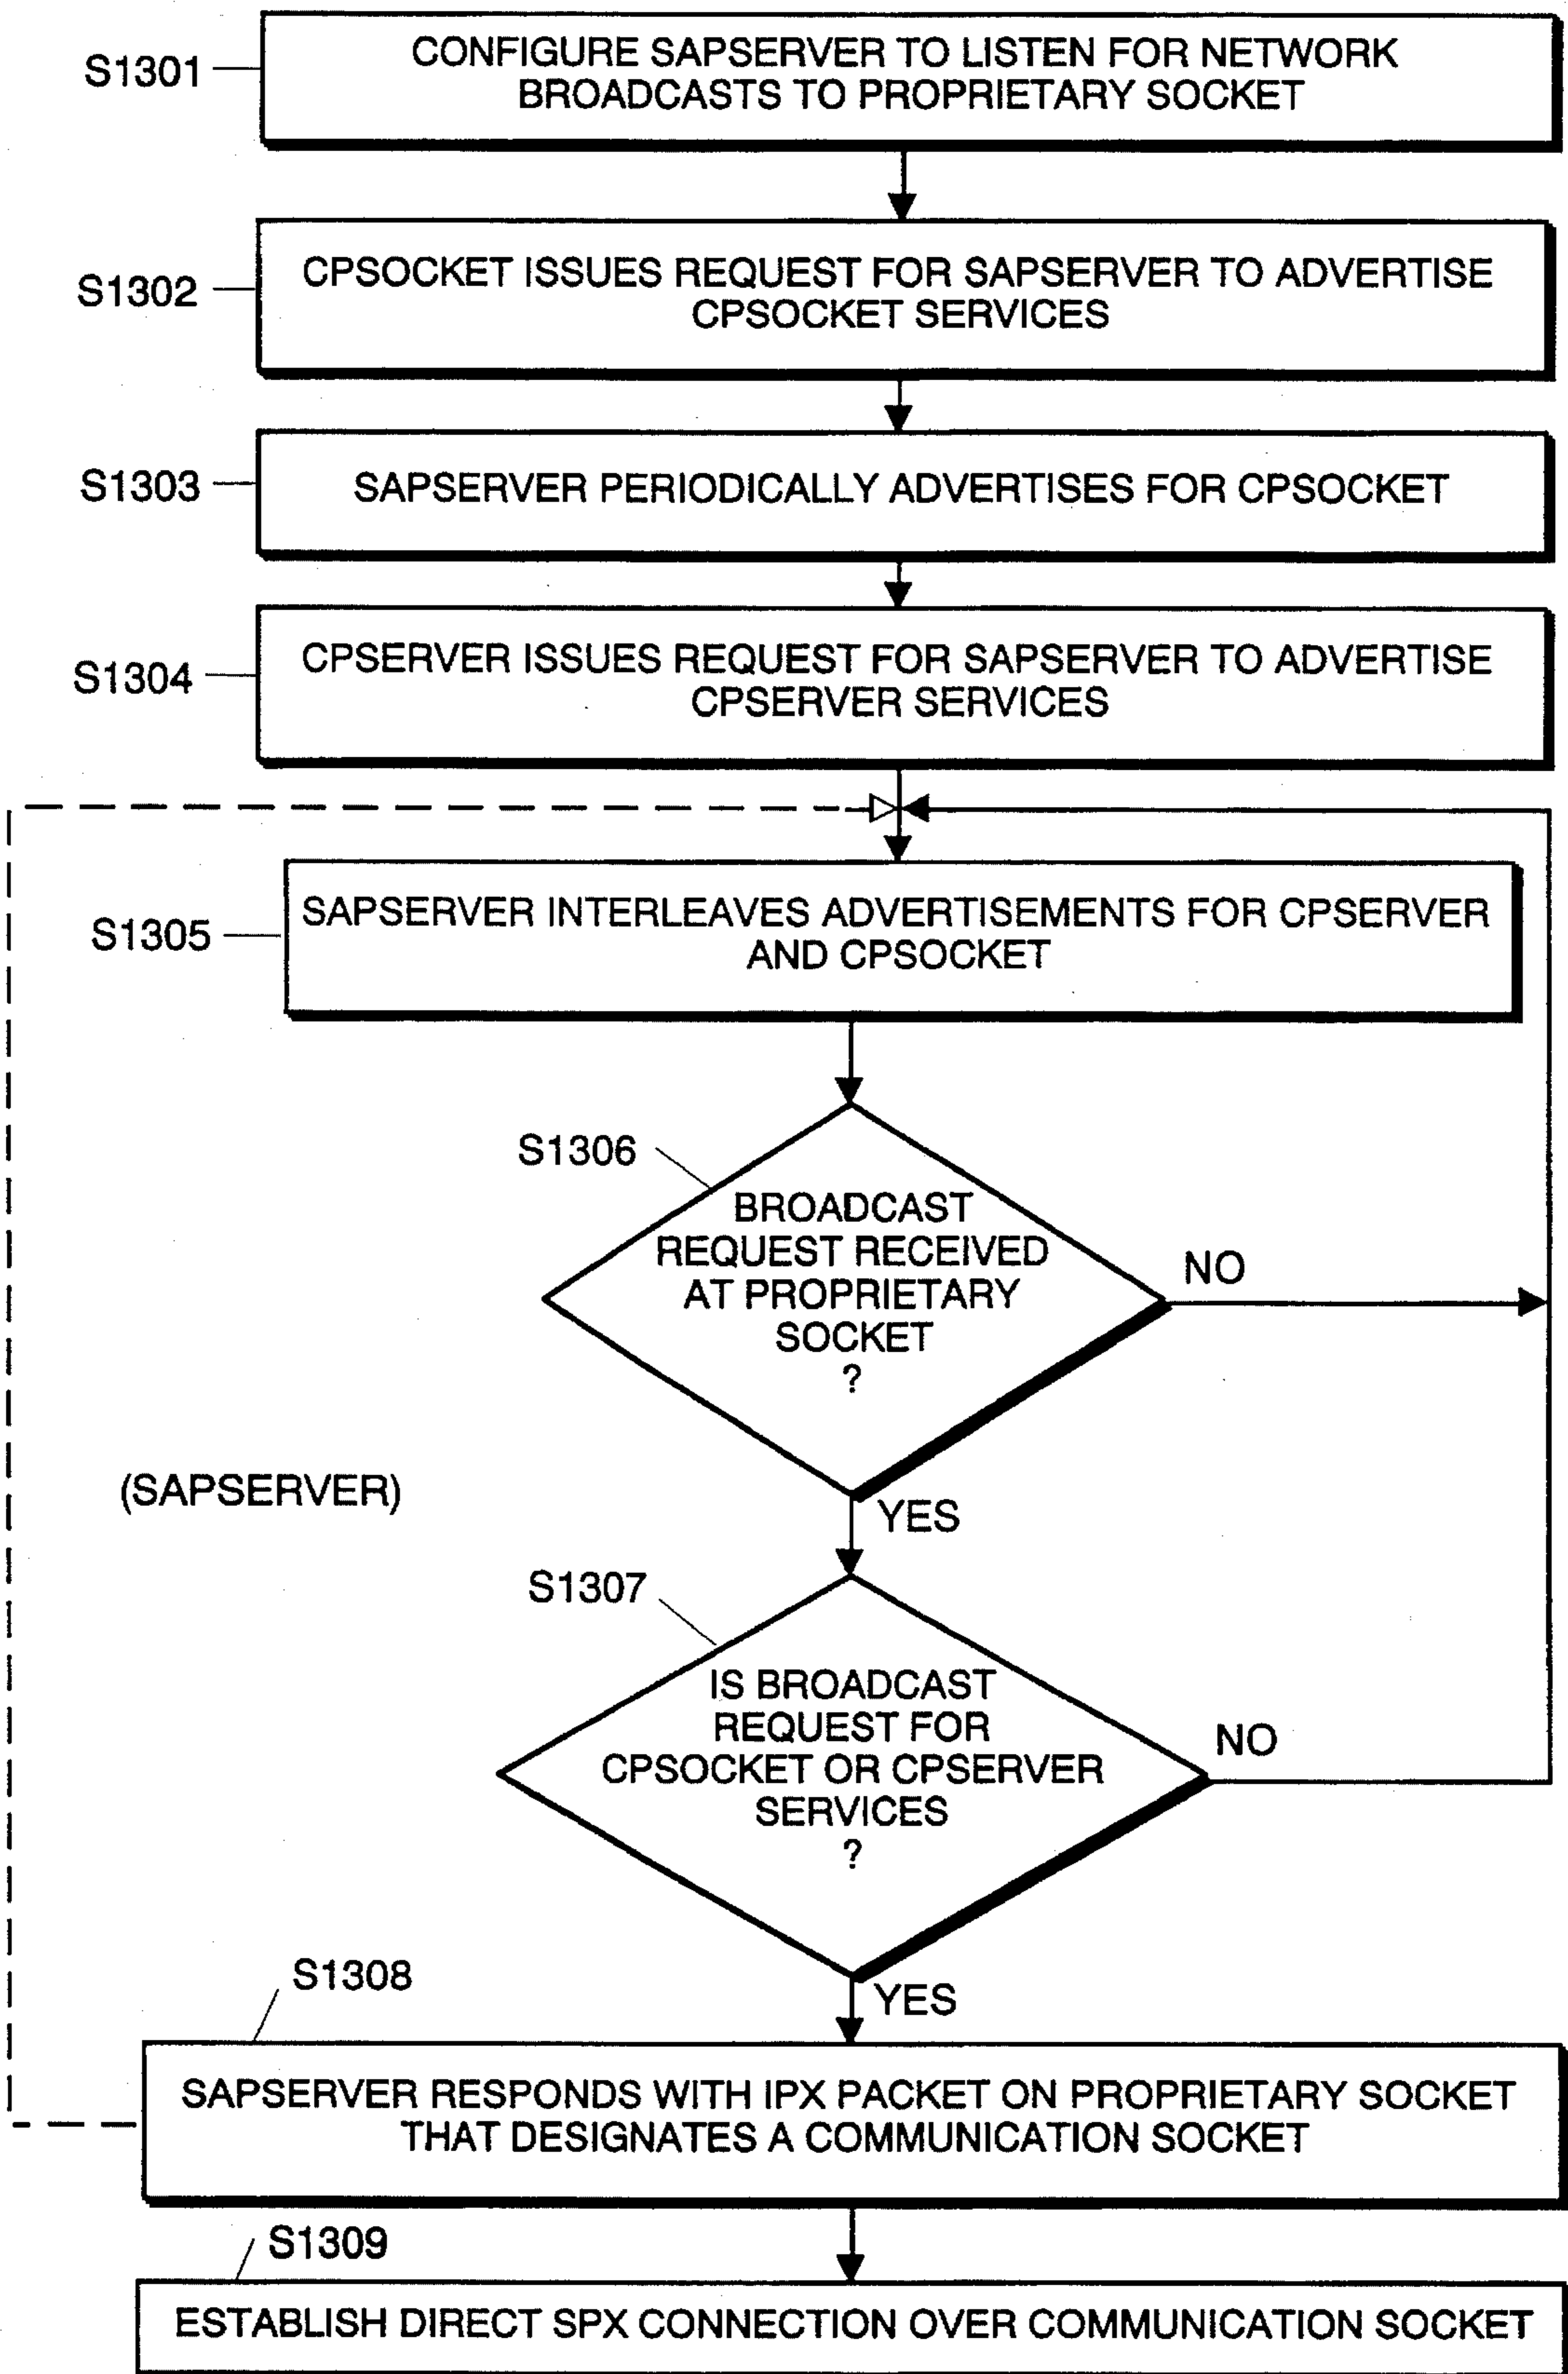 S1301
CONFIGURE SAPSERVER TO LISTEN FOR NETWORK
BROADCASTS TO PROPRIETARY SOCKET
S1302
CPSOCKET ISSUES REQUEST FOR SAPSERVER TO ADVERTISE
CPSOCKET SERVICES
S1303
SAPSERVER PERIODICALLY ADVERTISES FOR CPSOCKET
S1304
CPSERVER ISSUES REQUEST FOR SAPSERVER TO ADVERTISE
CPSERVER SERVICES
S1305
SAPSERVER INTERLEAVES ADVERTISEMENTS FOR CPSERVER
AND CPSOCKET
S1306
BROADCAST
REQUEST RECEIVED
AT PROPRIETARY
SOCKET
?
NO
(SAPSERVER)
YES
S1307
IS BROADCAST
REQUEST FOR
CPSOCKET OR CPSERVER
SERVICES
?
NO
YES
S1308
SAPSERVER RESPONDS WITH IPX PACKET ON PROPRIETARY SOCKET
THAT DESIGNATES A COMMUNICATION SOCKET
S1309
ESTABLISH DIRECT SPX CONNECTION OVER COMMUNICATION SOCKET